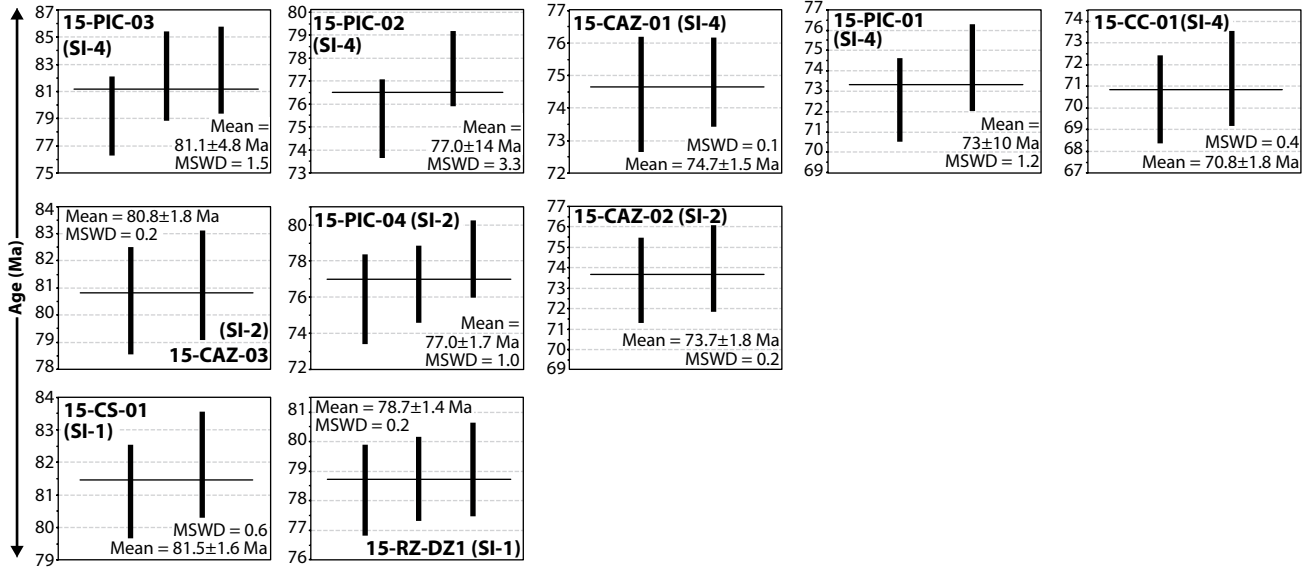 Age (Ma)
87
85
83
81
79
77
75
15-PIC-03
(SI-4)
Mean =
81.1±4.8 Ma
MSWD = 1.5
80
79
78
77
76
75
74
73
15-PIC-02
(SI-4)
Mean =
77.0±14 Ma
MSWD = 3.3
77
76
75
74
73
72
15-CAZ-01 (SI-4)
MSWD = 0.1
Mean = 74.7±1.5 Ma
77
76
75
74
73
72
71
70
69
15-PIC-01
(SI-4)
Mean =
73±10 Ma
MSWD = 1.2
74
73
72
71
70
69
68
67
15-CC-01(SI-4)
MSWD = 0.4
Mean = 70.8±1.8 Ma
84
83
82
81
80
79
78
Mean = 80.8±1.8 Ma
MSWD = 0.2
(SI-2)
15-CAZ-03
80
78
76
74
72
15-PIC-04 (SI-2)
Mean =
77.0±1.7 Ma
MSWD = 1.0
77
76
75
74
73
72
71
70
69
15-CAZ-02 (SI-2)
Mean = 73.7±1.8 Ma
MSWD = 0.2
84
83
82
81
80
79
15-CS-01
(SI-1)
MSWD = 0.6
Mean = 81.5±1.6 Ma
81
80
79
78
77
76
Mean = 78.7±1.4 Ma
MSWD = 0.2
15-RZ-DZ1 (SI-1)